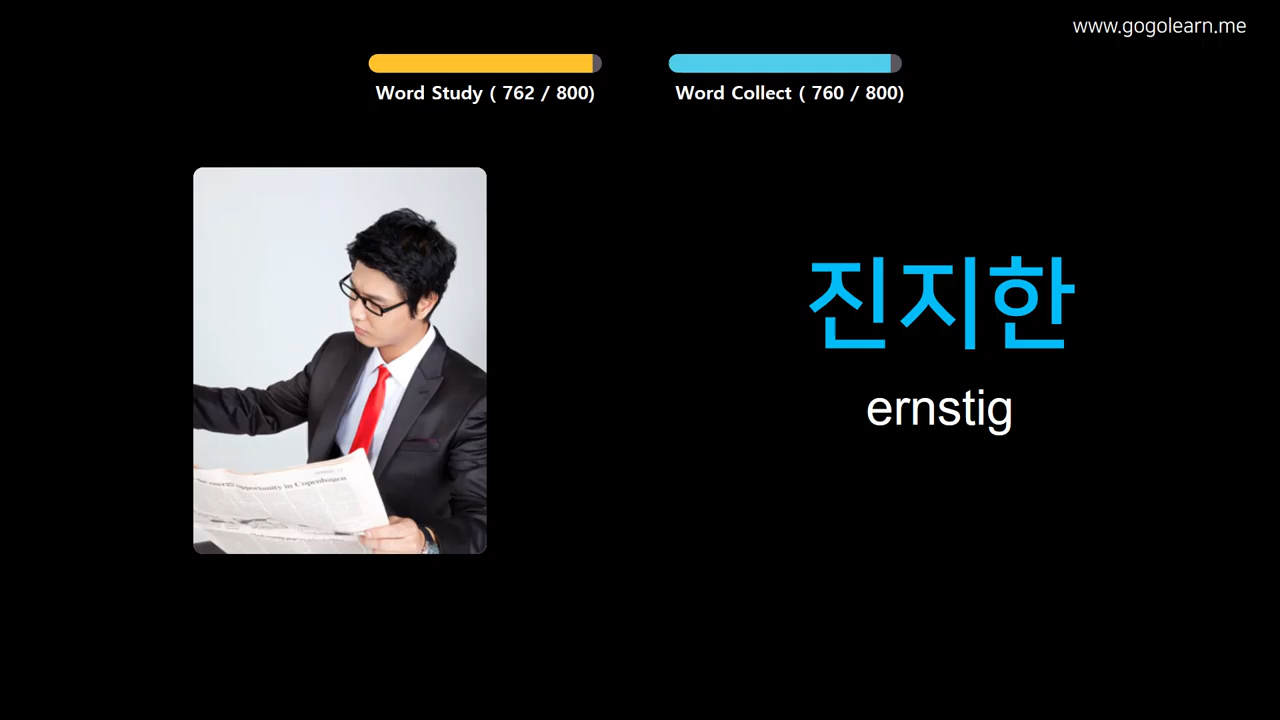 www.gogolearn.me
Word Study ( 762 / 800)
Word Collect ( 760 / 800)
진지한
ernstig
opportunity in Copenhagen